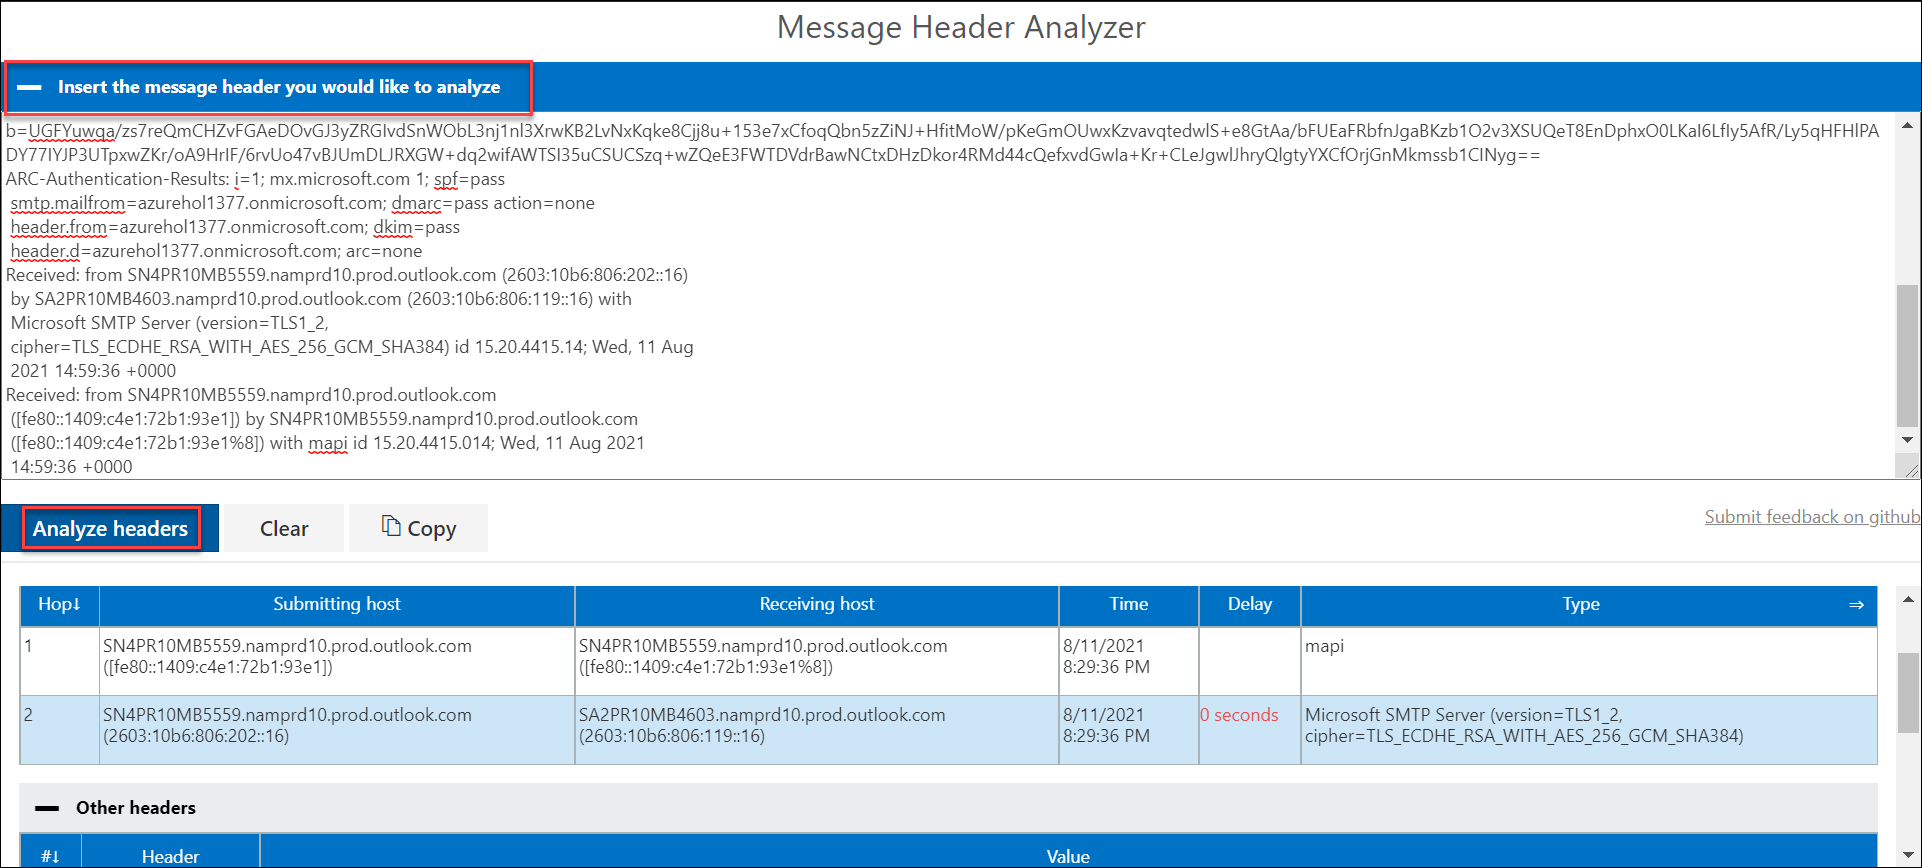 Message Header Analyzer
Insert the message header you would like to analyze
b=UGFYuwqa/zs7reQmCHZvFGAeDOvGJ3yZRGIvdSnWObL3nj1nl3XrwKB2LvNxKqke8Cjj8u+153e7xCfoqQbn5zZiNJ+HfitMoW/pKeGmOUwxKzvavqtedwlS+e8GtAa/bFUEaFRbfnJgaBKzb1O2v3XSUQeT8EnDphxO0LKaI6Lfly5AfR/Ly5qHFHlPA
DY77IYJP3UTpxwZKr/oA9HrIF/6rvUo47vBJUmDLJRXGW+dq2wifAWTSI35uCSUCSzq+wZQeE3FWTDVdrBawNCtxDHzDkor4RMd44cQefxvdGwIa+Kr+CLeJgwlJhryQlgtyYXCfOrjGnMkmssb1CINyg==
ARC-Authentication-Results: i=1; mx.microsoft.com 1; spf=pass
smtp.mailfrom=azurehol1377.onmicrosoft.com; dmarc=pass action=none
header.from=azurehol1377.onmicrosoft.com; dkim=pass
header.d=azurehol1377.onmicrosoft.com; arc=none
Received: from SN4PR10MB5559.namprd10.prod.outlook.com (2603:10b6:806:202::16)
by SA2PR10MB4603.namprd10.prod.outlook.com (2603:10b6:806:119::16) with
Microsoft SMTP Server (version=TLS1_2,
cipher=TLS_ECDHE_RSA_WITH_AES_256_GCM_SHA384) id 15.20.4415.14; Wed, 11 Aug
2021 14:59:36 +0000
Received: from SN4PR10MB5559.namprd10.prod.outlook.com
([fe80::1409:c4e1:72b1:93e1]) by SN4PR10MB5559.namprd10.prod.outlook.com
([fe80::1409:c4e1:72b1:93e1%8]) with mapi id 15.20.4415.014; Wed, 11 Aug 2021
14:59:36 +0000
Analyze headers Clear Copy Submit feedback on github
Hop↓ Submitting host Receiving host Time Delay Type ⇒
1 SN4PR10MB5559.namprd10.prod.outlook.com SN4PR10MB5559.namprd10.prod.outlook.com 8/11/2021 mapi
([fe80::1409:c4e1:72b1:93e1]) ([fe80::1409:c4e1:72b1:93e1%8]) 8:29:36 PM
2 SN4PR10MB5559.namprd10.prod.outlook.com SA2PR10MB4603.namprd10.prod.outlook.com 8/11/2021 0 seconds Microsoft SMTP Server (version=TLS1_2,
(2603:10b6:806:202::16) (2603:10b6:806:119::16) 8:29:36 PM cipher=TLS_ECDHE_RSA_WITH_AES_256_GCM_SHA384)
Other headers
#↓ Header Value